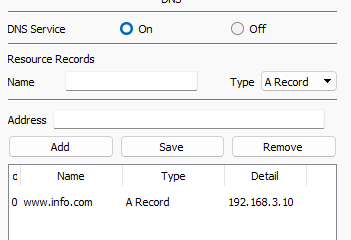 DNS
DNS Service On Off
Resource Records
Name Type A Record
Address
Add Save Remove
Name Type Detail
0 www.info.com A Record 192.168.3.10